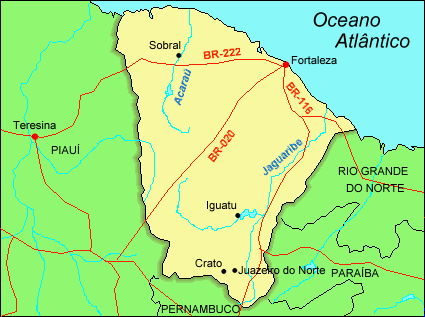 Oceano
Atlântico
Sobral
BR-222
Fortaleza
Acaraú
BR-116
Teresina
PIAUÍ
BR-020
Jaguaribe
RIO GRANDE
DO NORTE
Iguatu
Crato
Juazeiro do Norte
PARAÍBA
PERNAMBUCO